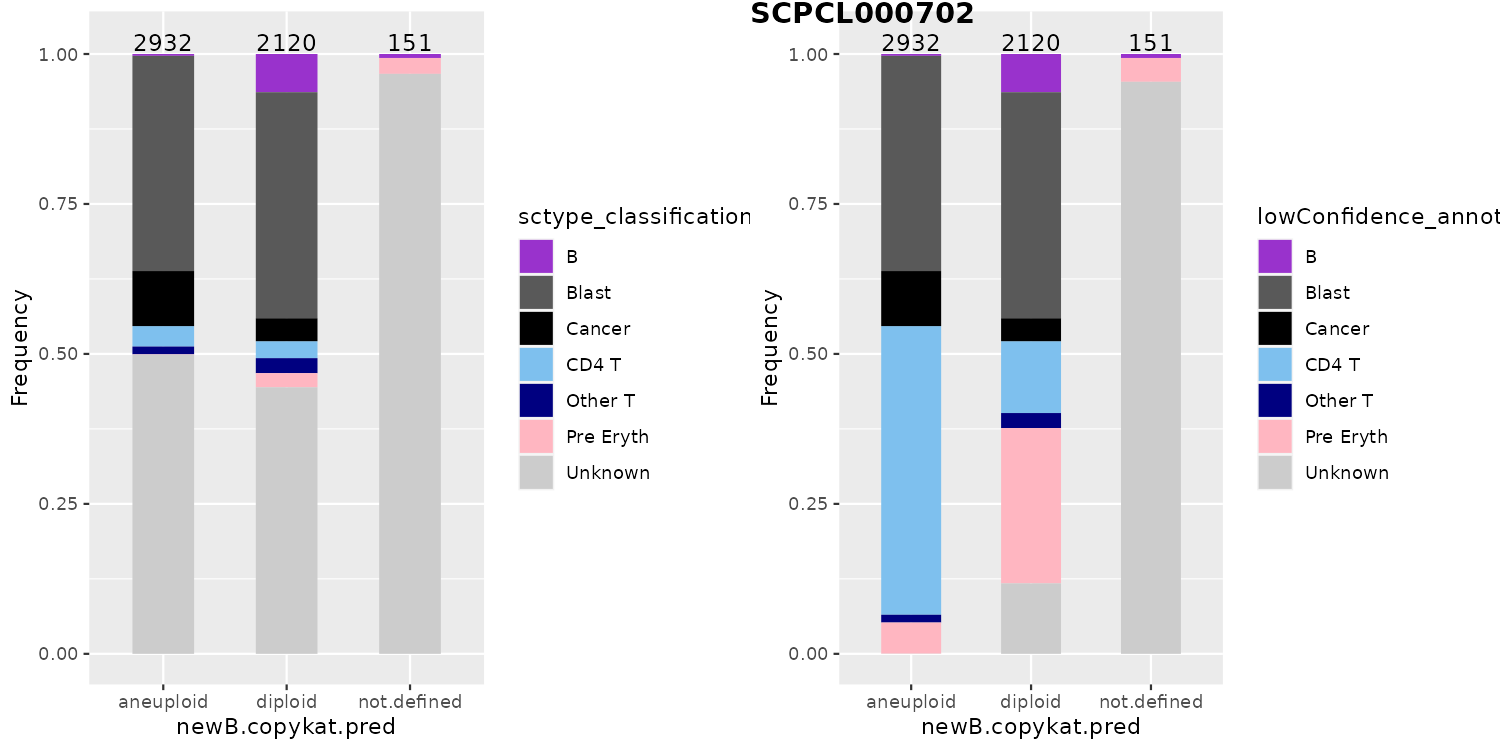 SCPCL000702
2932 2120 151
1.00
0.75
0.50
0.25
0.00
Frequency
aneuploid diploid not.defined
newB.copykat.pred
sctype_classification
B
Blast
Cancer
CD4 T
Other T
Pre Eryth
Unknown
2932 2120 151
1.00
0.75
0.50
0.25
0.00
Frequency
aneuploid diploid not.defined
newB.copykat.pred
lowConfidence_annot
B
Blast
Cancer
CD4 T
Other T
Pre Eryth
Unknown